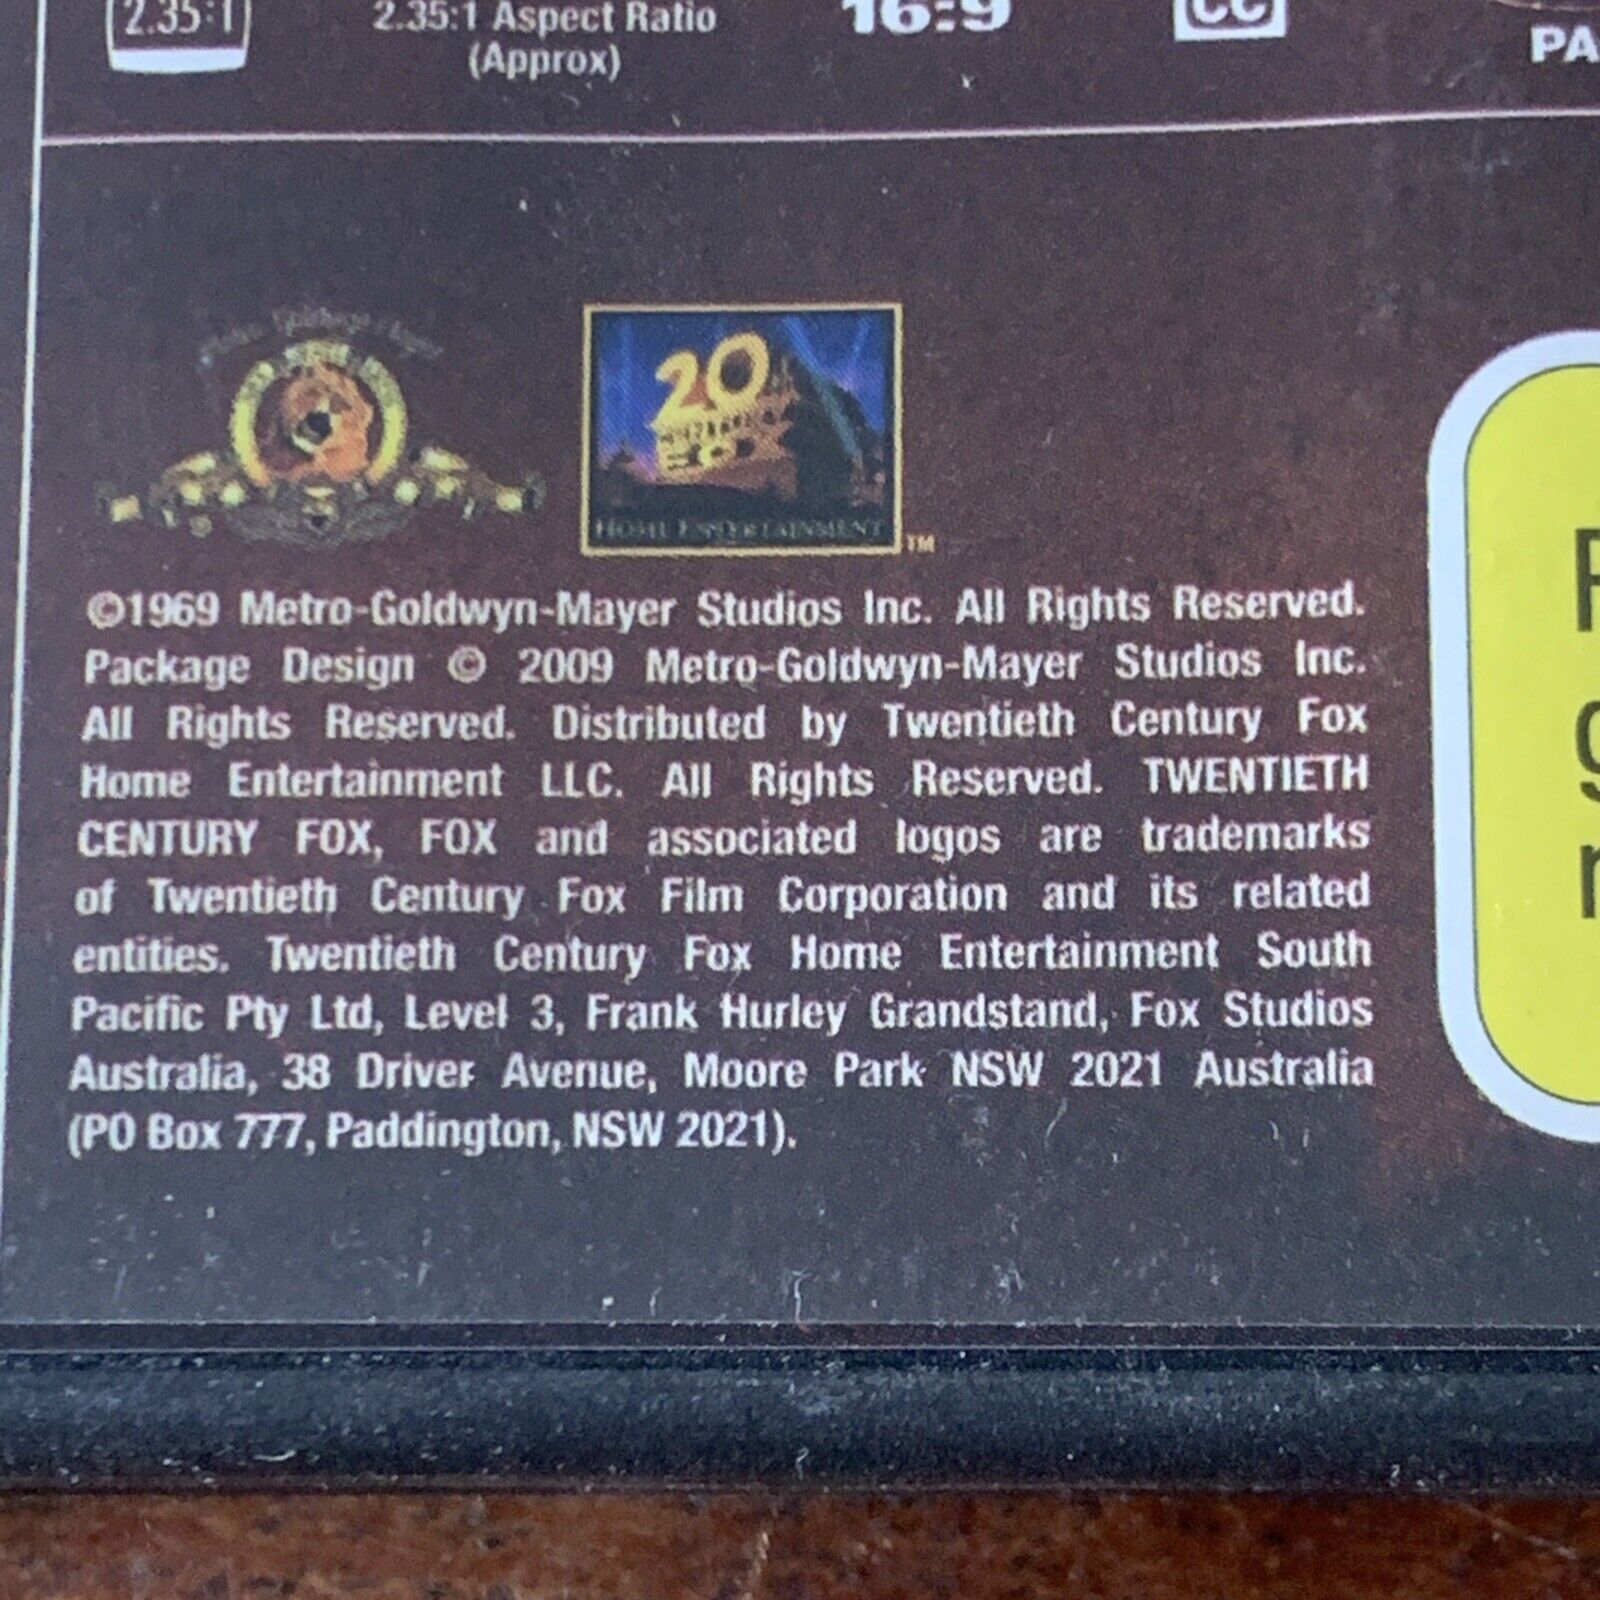 2.35:1 2.35:1 Aspect Ratio 16:9 CC PA
(Approx)
20
FOX
HOME ENTERTAINMENT
TM
©1969 Metro-Goldwyn-Mayer Studios Inc. All Rights Reserved.
Package Design © 2009 Metro-Goldwyn-Mayer Studios Inc.
All Rights Reserved. Distributed by Twentieth Century Fox
Home Entertainment LLC. All Rights Reserved. TWENTIETH
CENTURY FOX, FOX and associated logos are trademarks
of Twentieth Century Fox Film Corporation and its related
entities. Twentieth Century Fox Home Entertainment South
Pacific Pty Ltd, Level 3, Frank Hurley Grandstand, Fox Studios
Australia, 38 Driver Avenue, Moore Park NSW 2021 Australia
(PO Box 777, Paddington, NSW 2021).